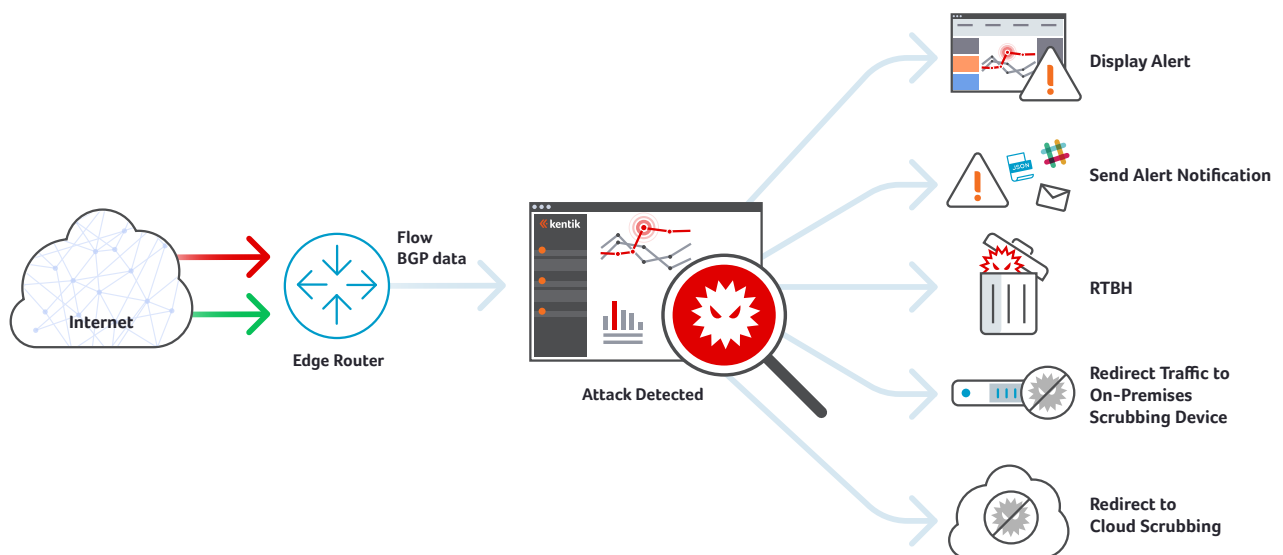 Internet
Edge Router
Flow
BGP data
kentik
Attack Detected
Display Alert
JSON
Send Alert Notification
RTBH
Redirect Traffic to
On-Premises
Scrubbing Device
Redirect to
Cloud Scrubbing